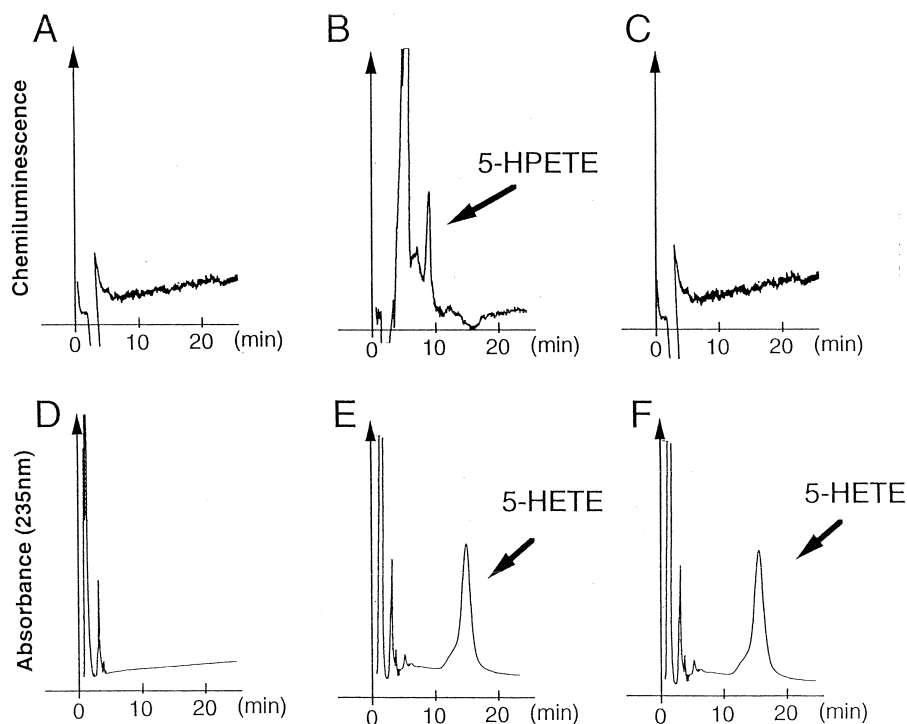 A
B
C
Chemiluminescence
5-HPETE
0 10 20 (min)
0 10 20 (min)
0 10 20 (min)
D
E
F
Absorbance (235nm)
5-HETE
5-HETE
0 10 20 (min)
0 10 20 (min)
0 10 20 (min)